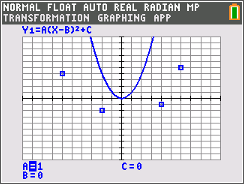 NORMAL FLOAT AUTO REAL RADIAN MP
TRANSFORMATION GRAPHING APP
Y1=A(X-B)²+C
A=1 C=0
B=0